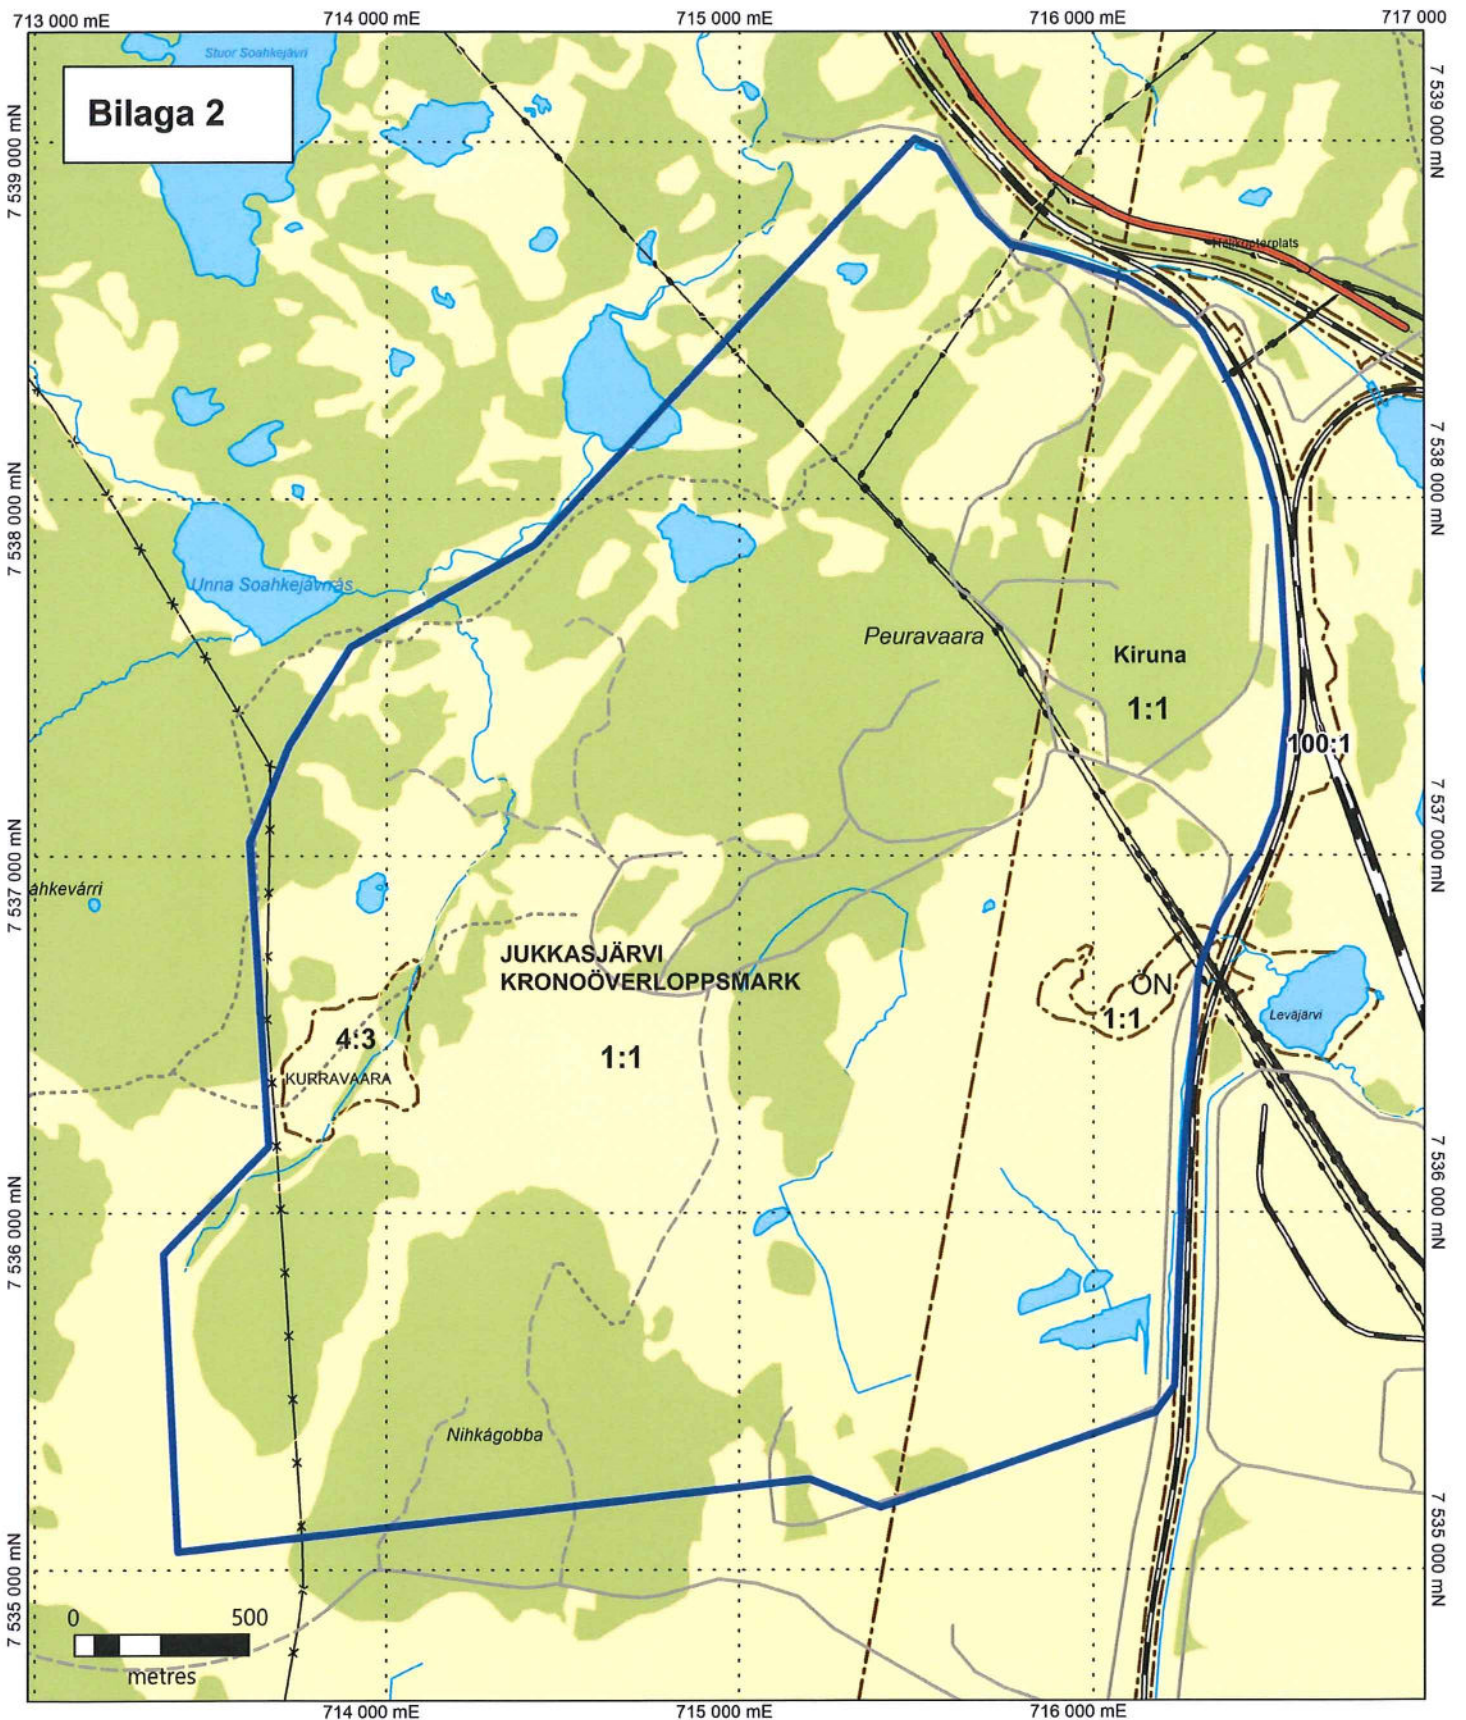 713 000 mE
714 000 mE
715 000 mE
716 000 mE
717 000
Stuor Soahkejávri
Bilaga 2
7 539 000 mN
7 539 000 mN
Helikopterplats
7 538 000 mN
7 538 000 mN
Unna Soahkejávrrás
Peuravaara
Kiruna
1:1
100:1
7 537 000 mN
7 537 000 mN
ahkevárri
JUKKASJÄRVI
KRONOÖVERLOPPSMARK
1:1
ÖN
1:1
Leväjärvi
4:3
KURRAVAARA
7 536 000 mN
7 536 000 mN
Nihkágobba
7 535 000 mN
7 535 000 mN
0
500
metres
714 000 mE
715 000 mE
716 000 mE